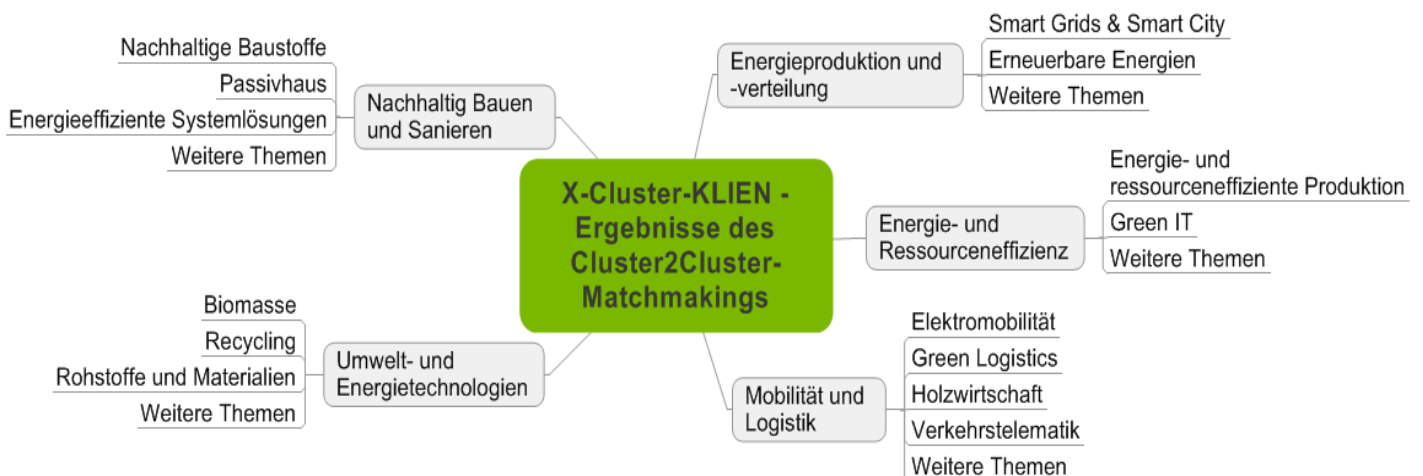 X-Cluster-KLIEN -
Ergebnisse des
Cluster2Cluster-
Matchmakings
Energieproduktion und
-verteilung
Smart Grids & Smart City
Erneuerbare Energien
Weitere Themen
Energie- und
Ressourceneffizienz
Energie- und
ressourceneffiziente Produktion
Green IT
Weitere Themen
Mobilität und
Logistik
Elektromobilität
Green Logistics
Holzwirtschaft
Verkehrstelematik
Weitere Themen
Nachhaltig Bauen
und Sanieren
Nachhaltige Baustoffe
Passivhaus
Energieeffiziente Systemlösungen
Weitere Themen
Umwelt- und
Energietechnologien
Biomasse
Recycling
Rohstoffe und Materialien
Weitere Themen